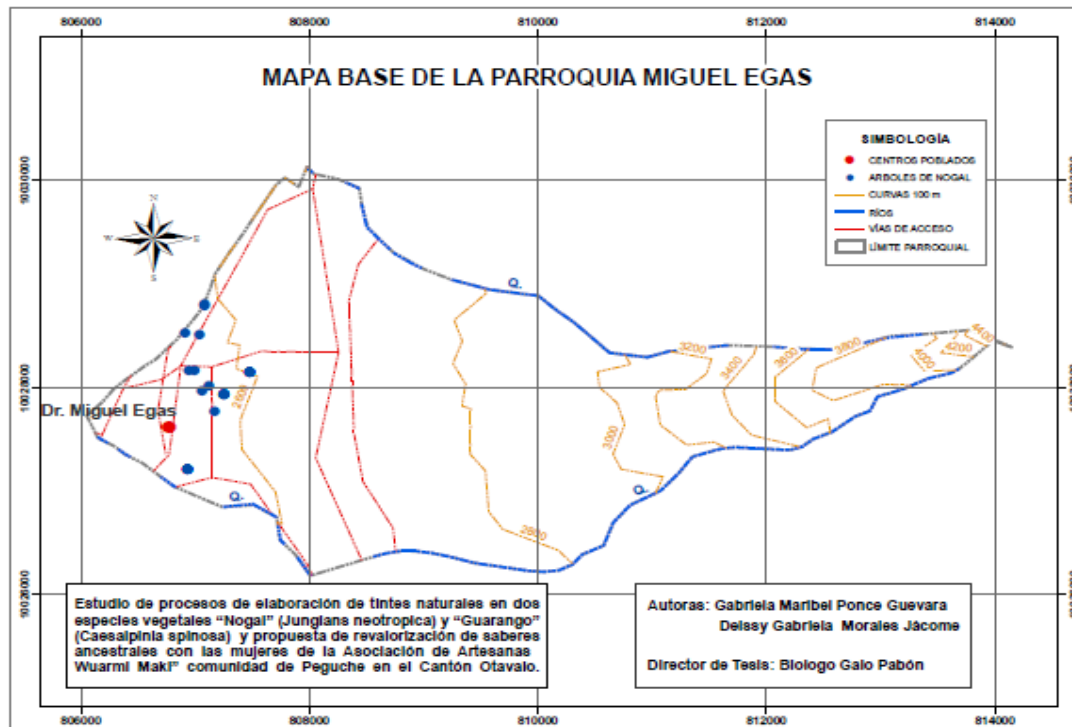 806000 808000 810000 812000 814000
MAPA BASE DE LA PARROQUIA MIGUEL EGAS
SIMBOLOGÍA
CENTROS POBLADOS
ARBOLES DE NOGAL
CURVAS 100 m
RÍOS
VÍAS DE ACCESO
LÍMITE PARROQUIAL
N
W E
S
Q.
3200
3400
3600
3800
4000
4200
4400
2600
Dr. Miguel Egas
3000
Q.
Q.
2800
Estudio de procesos de elaboración de tintes naturales en dos
especies vegetales "Nogal" (Junglans neotropica) y "Guarango"
(Caesalpinia spinosa) y propuesta de revalorización de saberes
ancestrales con las mujeres de la Asociación de Artesanas
Wuarmi Maki" comunidad de Peguche en el Cantón Otavalo.
Autoras: Gabriela Maribel Ponce Guevara
Deissy Gabriela Morales Jácome
Director de Tesis: Biologo Galo Pabón
806000 808000 810000 812000 814000